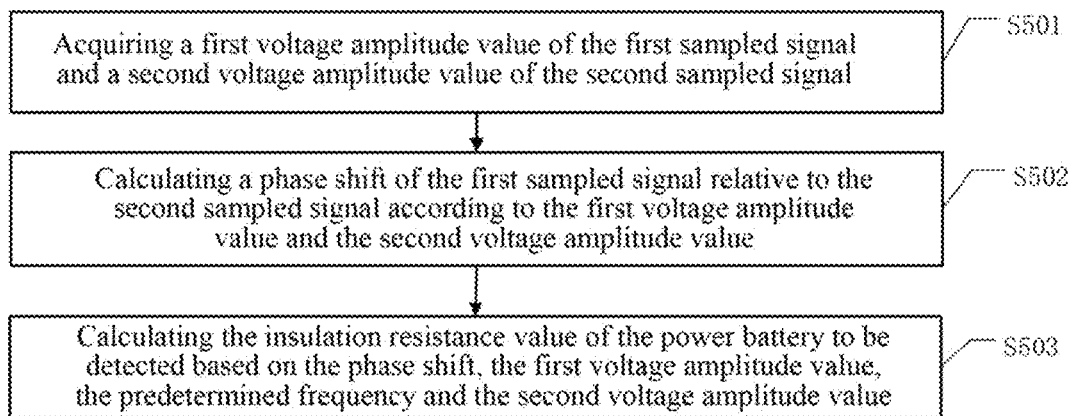 Acquiring a first voltage amplitude value of the first sampled signal
and a second voltage amplitude value of the second sampled signal
S501
Calculating a phase shift of the first sampled signal relative to the
second sampled signal according to the first voltage amplitude
value and the second voltage amplitude value
S502
Calculating the insulation resistance value of the power battery to be
detected based on the phase shift, the first voltage amplitude value,
the predetermined frequency and the second voltage amplitude value
S503